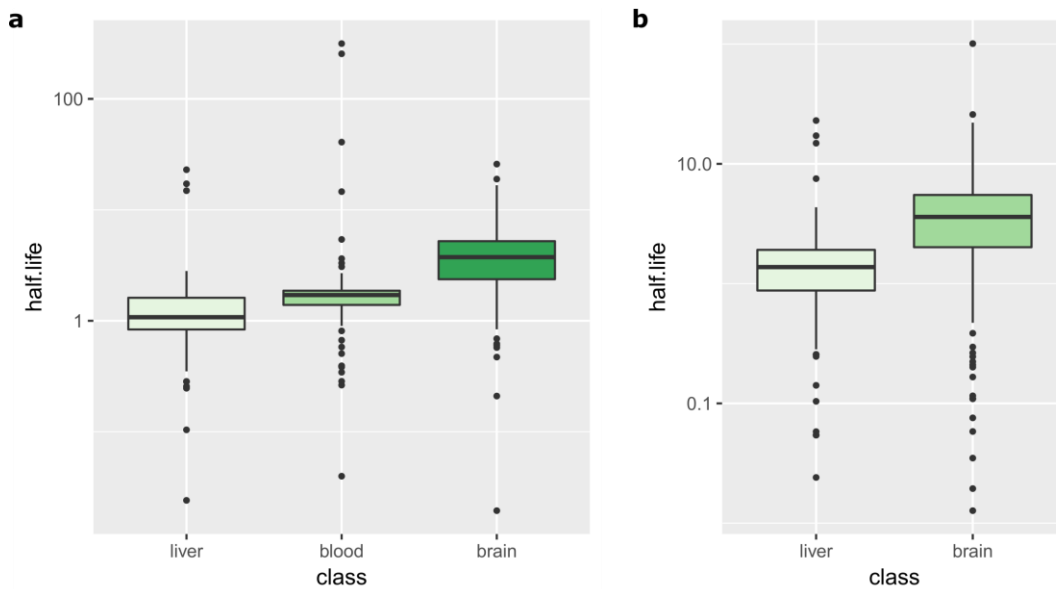 a
half.life
100
1
liver blood brain
class
b
half.life
10.0
0.1
liver brain
class